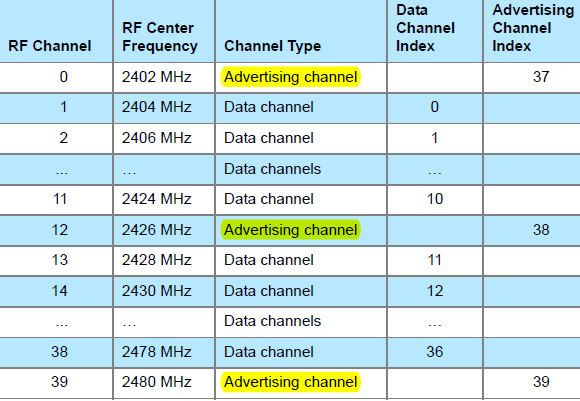 RF Channel RF Center Frequency Channel Type Data Channel Index Advertising Channel Index
0 2402 MHz Advertising channel 37
1 2404 MHz Data channel 0
2 2406 MHz Data channel 1
... … Data channels …
11 2424 MHz Data channel 10
12 2426 MHz Advertising channel 38
13 2428 MHz Data channel 11
14 2430 MHz Data channel 12
... … Data channels …
38 2478 MHz Data channel 36
39 2480 MHz Advertising channel 39